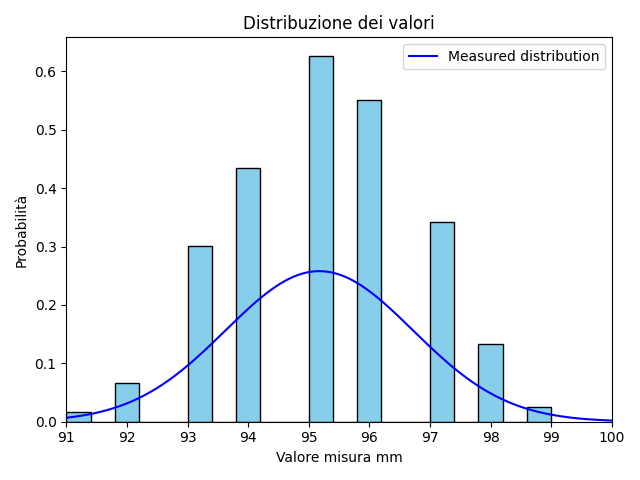 Distribuzione dei valori
Measured distribution
Probabilità
0.6
0.5
0.4
0.3
0.2
0.1
0.0
91 92 93 94 95 96 97 98 99 100
Valore misura mm